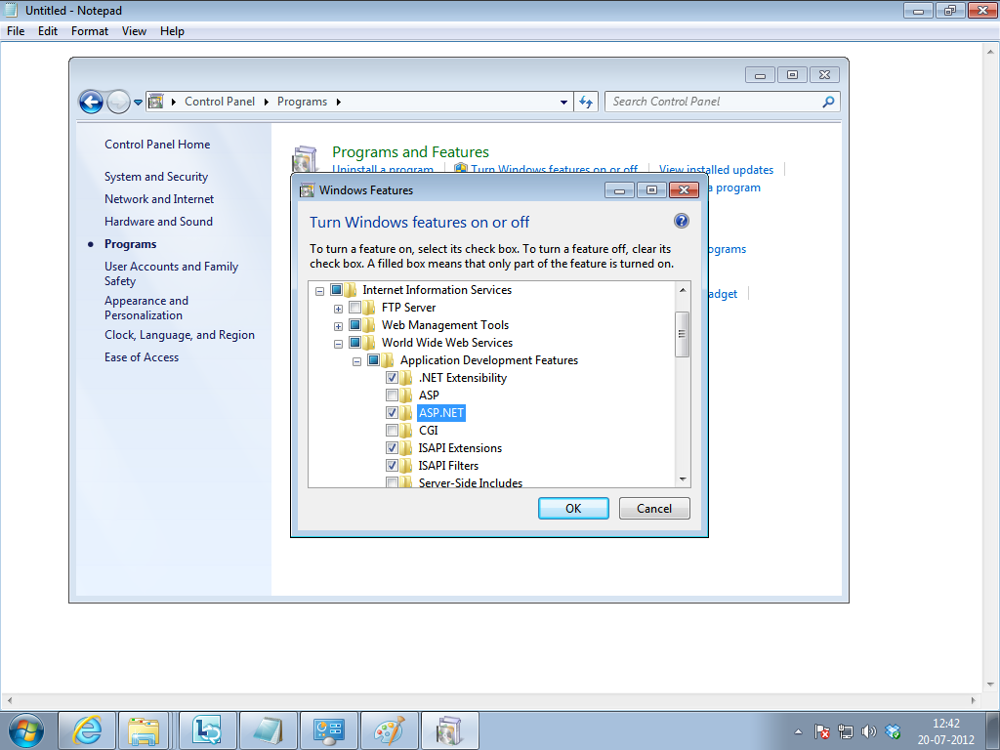 Untitled - Notepad
File Edit Format View Help
Control Panel Programs
Search Control Panel
Control Panel Home
System and Security
Network and Internet
Hardware and Sound
Programs
User Accounts and Family
Safety
Appearance and
Personalization
Clock, Language, and Region
Ease of Access
Programs and Features
Uninstall a program Turn Windows features on or off View installed updates
a program
Windows Features
Turn Windows features on or off
To turn a feature on, select its check box. To turn a feature off, clear its
check box. A filled box means that only part of the feature is turned on.
Internet Information Services
FTP Server
Web Management Tools
World Wide Web Services
Application Development Features
.NET Extensibility
ASP
ASP.NET
CGI
ISAPI Extensions
ISAPI Filters
Server-Side Includes
OK Cancel
12:42
20-07-2012